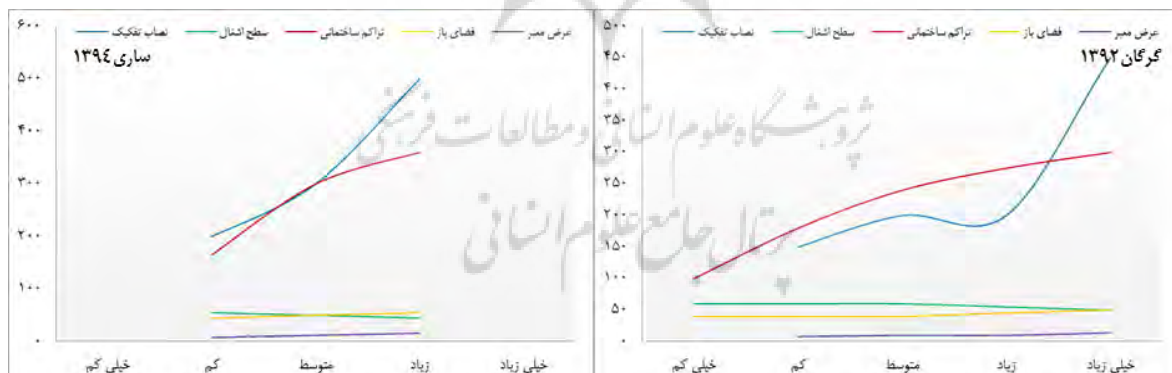 ۶۰۰
۵۰۰
۴۰۰
۳۰۰
۲۰۰
۱۰۰
۰
نصاب تفکیک
سطح اشغال
تراکم ساختمانی
فضای باز
عرض معبر
ساری ۱۳۹٤
خیلی کم
کم
متوسط
زیاد
خیلی زیاد
۵۰۰
۴۵۰
۴۰۰
۳۵۰
۳۰۰
۲۵۰
۲۰۰
۱۵۰
۱۰۰
۵۰
۰
نصاب تفکیک
سطح اشغال
تراکم ساختمانی
فضای باز
عرض معبر
گرگان ۱۳۹۲
خیلی کم
کم
متوسط
زیاد
خیلی زیاد
پژوهشگاه علوم انسانی و مطالعات فرهنگی
پرتال جامع علوم انسانی